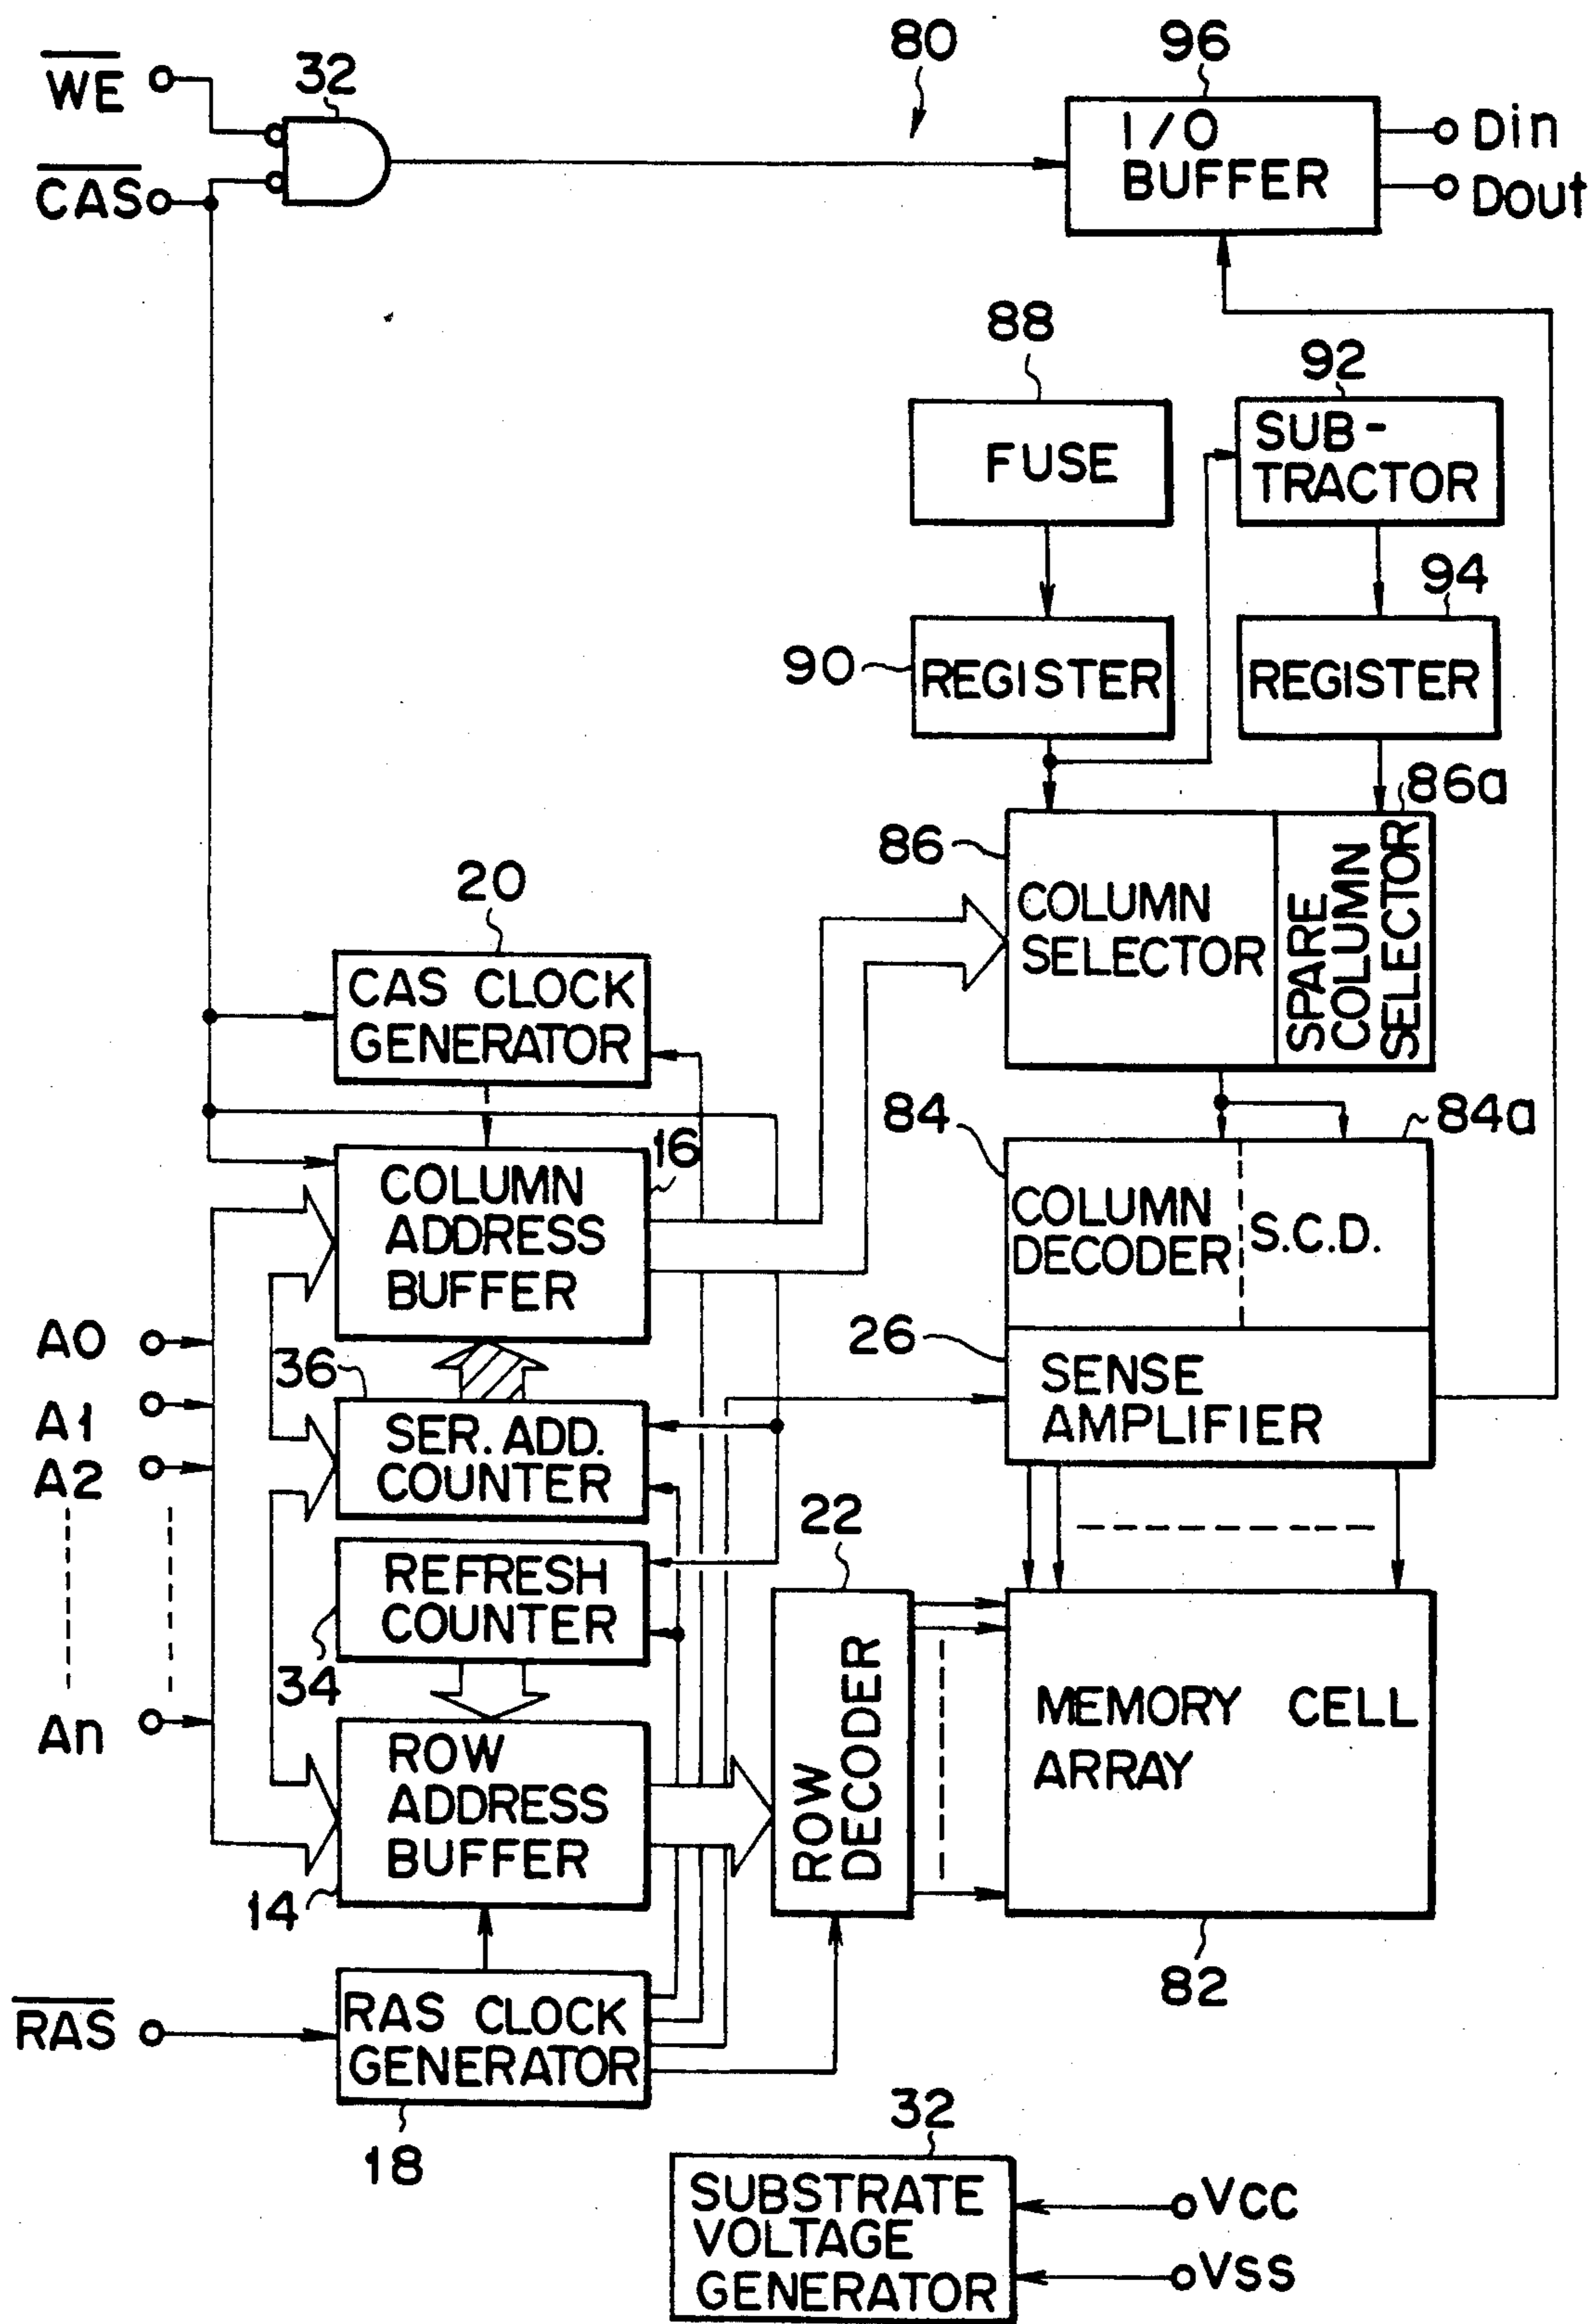 80
96
WE
32
I/O
BUFFER
Din
Dout
CAS
88
92
FUSE
SUB-
TRACTOR
94
90
REGISTER
REGISTER
86a
86
COLUMN
SELECTOR
SPARE
COLUMN
SELECTOR
20
CAS CLOCK
GENERATOR
84
84a
16
COLUMN
ADDRESS
BUFFER
COLUMN
DECODER
S.C.D.
A0
26
36
SENSE
AMPLIFIER
A1
SER. ADD.
COUNTER
A2
22
REFRESH
COUNTER
34
ROW
DECODER
MEMORY CELL
ARRAY
An
ROW
ADDRESS
BUFFER
14
82
RAS
RAS CLOCK
GENERATOR
18
32
SUBSTRATE
VOLTAGE
GENERATOR
VCC
VSS